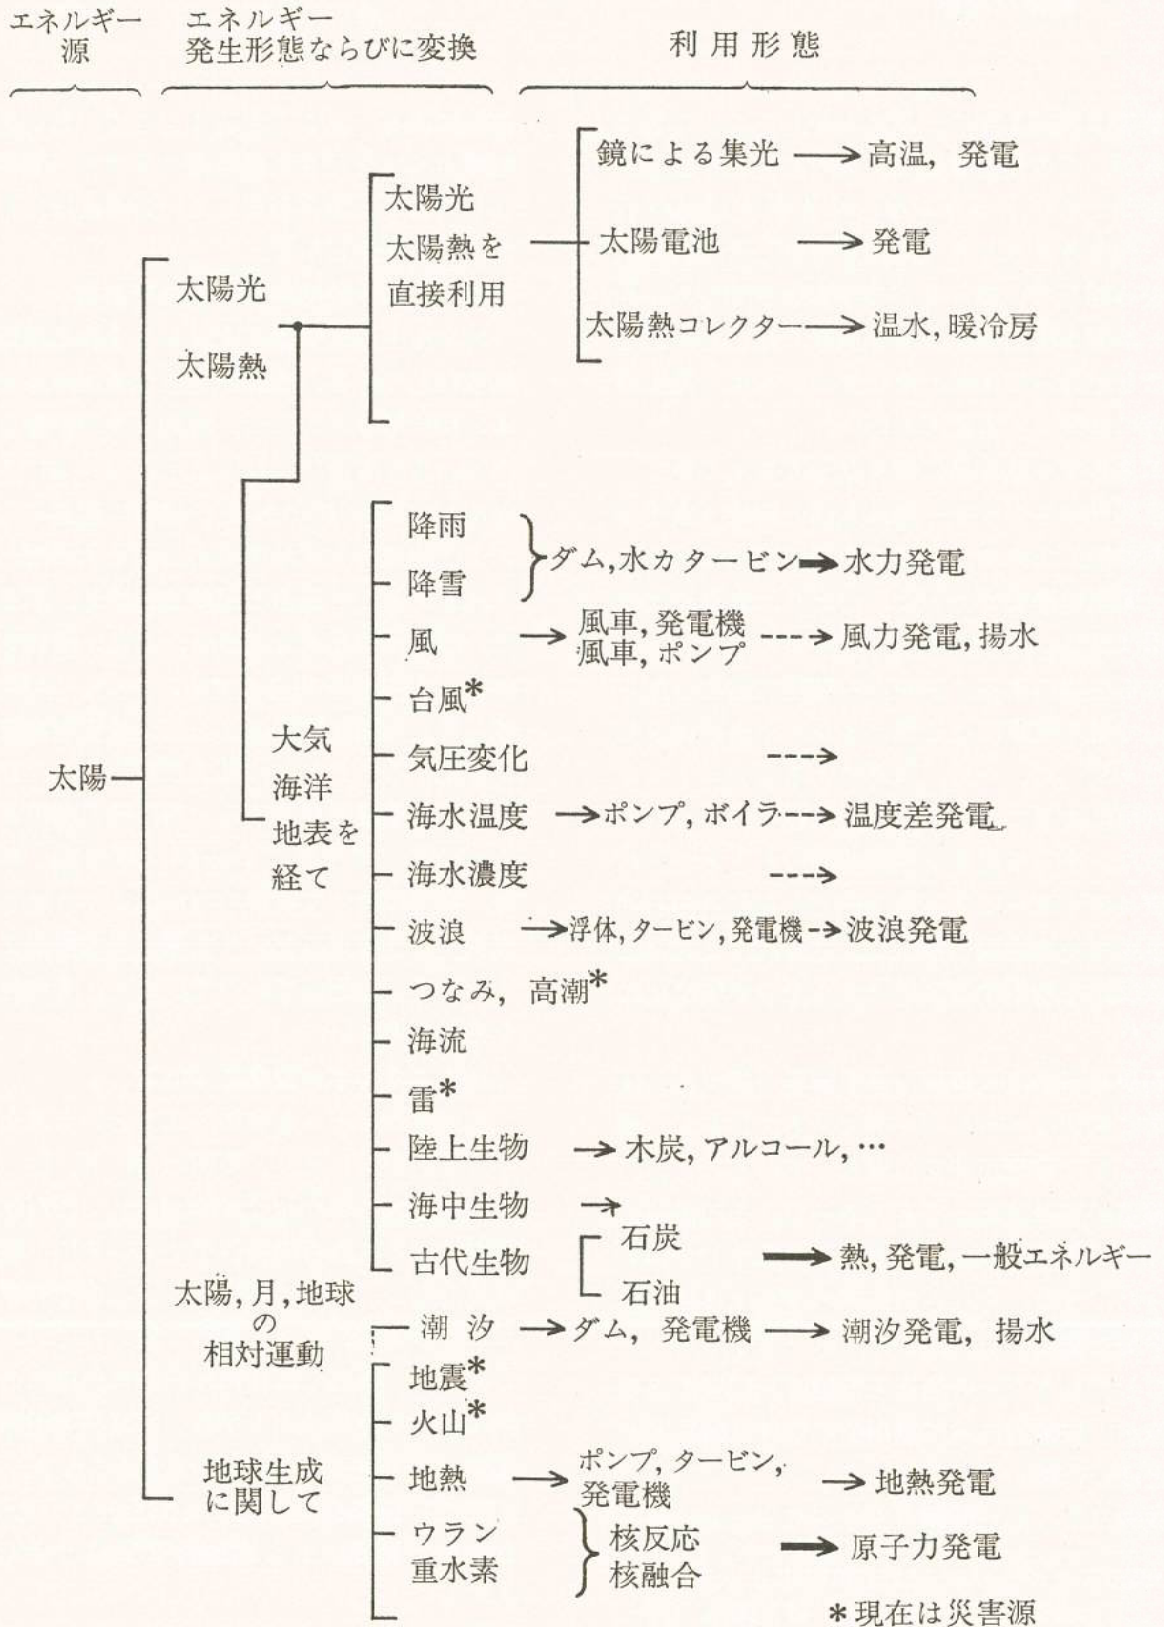 エネルギー源
エネルギー
発生形態ならびに変換
利用形態
鏡による集光 → 高温, 発電
太陽光
太陽熱を
直接利用
太陽電池 → 発電
太陽熱コレクター → 温水, 暖冷房
太陽光
太陽熱
降雨
降雪
ダム, 水力タービン → 水力発電
風 → 風車, 発電機
風車, ポンプ
→ 風力発電, 揚水
台風*
気圧変化 →
太陽
大気
海洋
地表を
経て
海水温度 → ポンプ, ボイラ → 温度差発電
海水濃度 →
波浪 → 浮体, タービン, 発電機 → 波浪発電
つなみ, 高潮*
海流
雷*
陸上生物 → 木炭, アルコール, …
海中生物 →
古代生物
石炭
石油
→ 熱, 発電, 一般エネルギー
太陽, 月, 地球
の
相対運動
潮汐 → ダム, 発電機 → 潮汐発電, 揚水
地震*
火山*
地球生成
に関して
地熱 → ポンプ, タービン,
発電機
→ 地熱発電
ウラン
重水素
核反応
核融合
→ 原子力発電
*現在は災害源